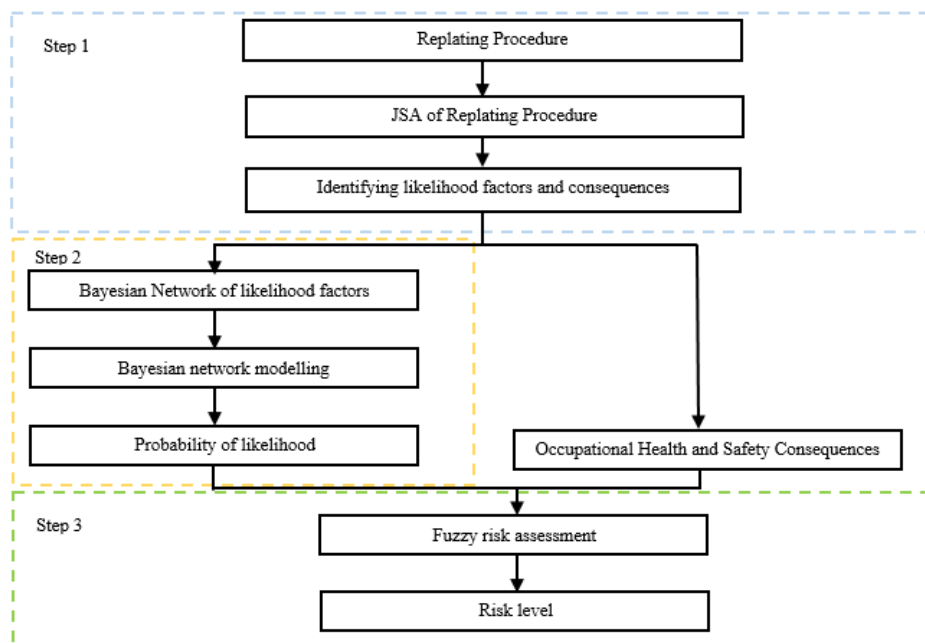 Step 1
Replating Procedure
JSA of Replating Procedure
Identifying likelihood factors and consequences
Step 2
Bayesian Network of likelihood factors
Bayesian network modelling
Probability of likelihood
Occupational Health and Safety Consequences
Step 3
Fuzzy risk assessment
Risk level